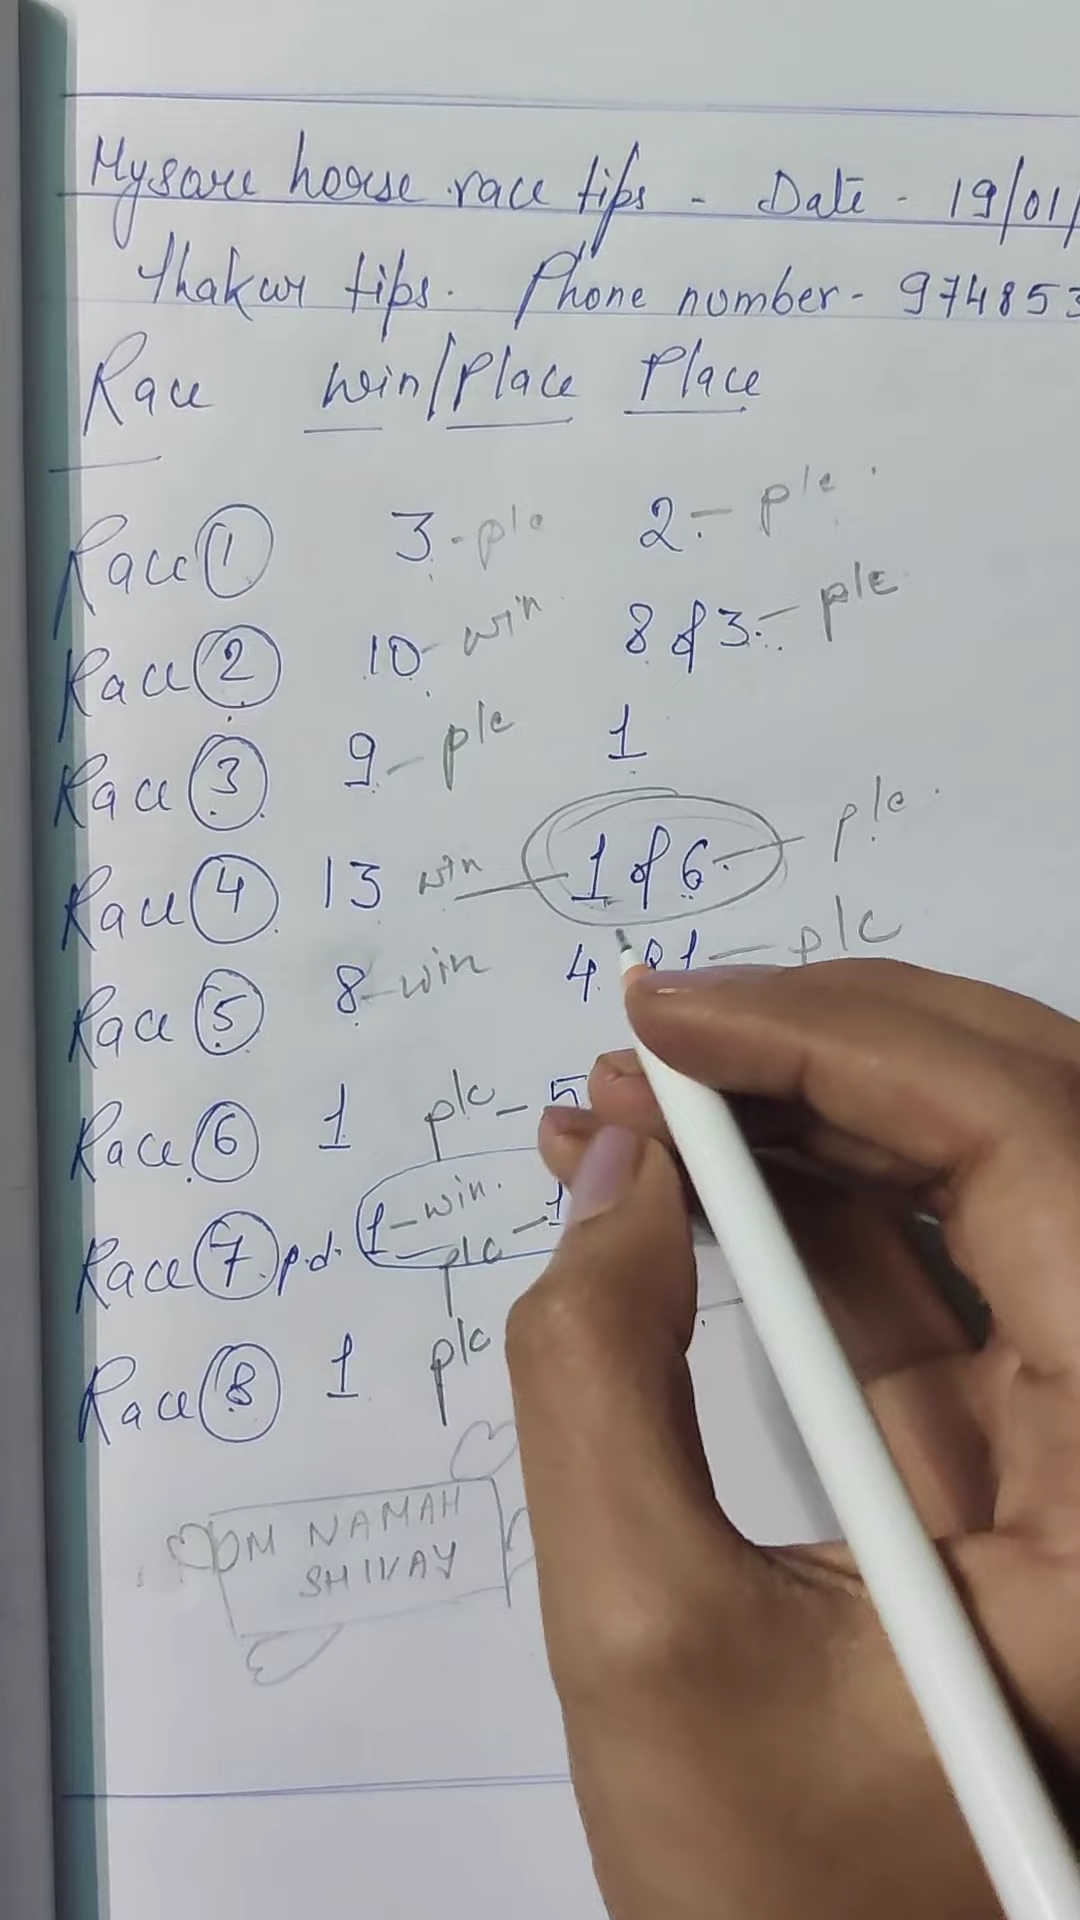 Mysore horse race tips - Date - 19/01/
Thakur tips. Phone number - 974853
Race win/Place Place
Race 1 3 - plc 2 - plc.
Race 2 10 - win 8 & 3 - plc
Race 3 9 - plc 1
Race 4 13 win 1 & 6 - plc.
Race 5 8 - win 4 & 1 - plc
Race 6 1 plc - 5
Race 7 p.d. 1 - win.
plc - 1
Race 8 1 plc
OM NAMAH
SHIVAY